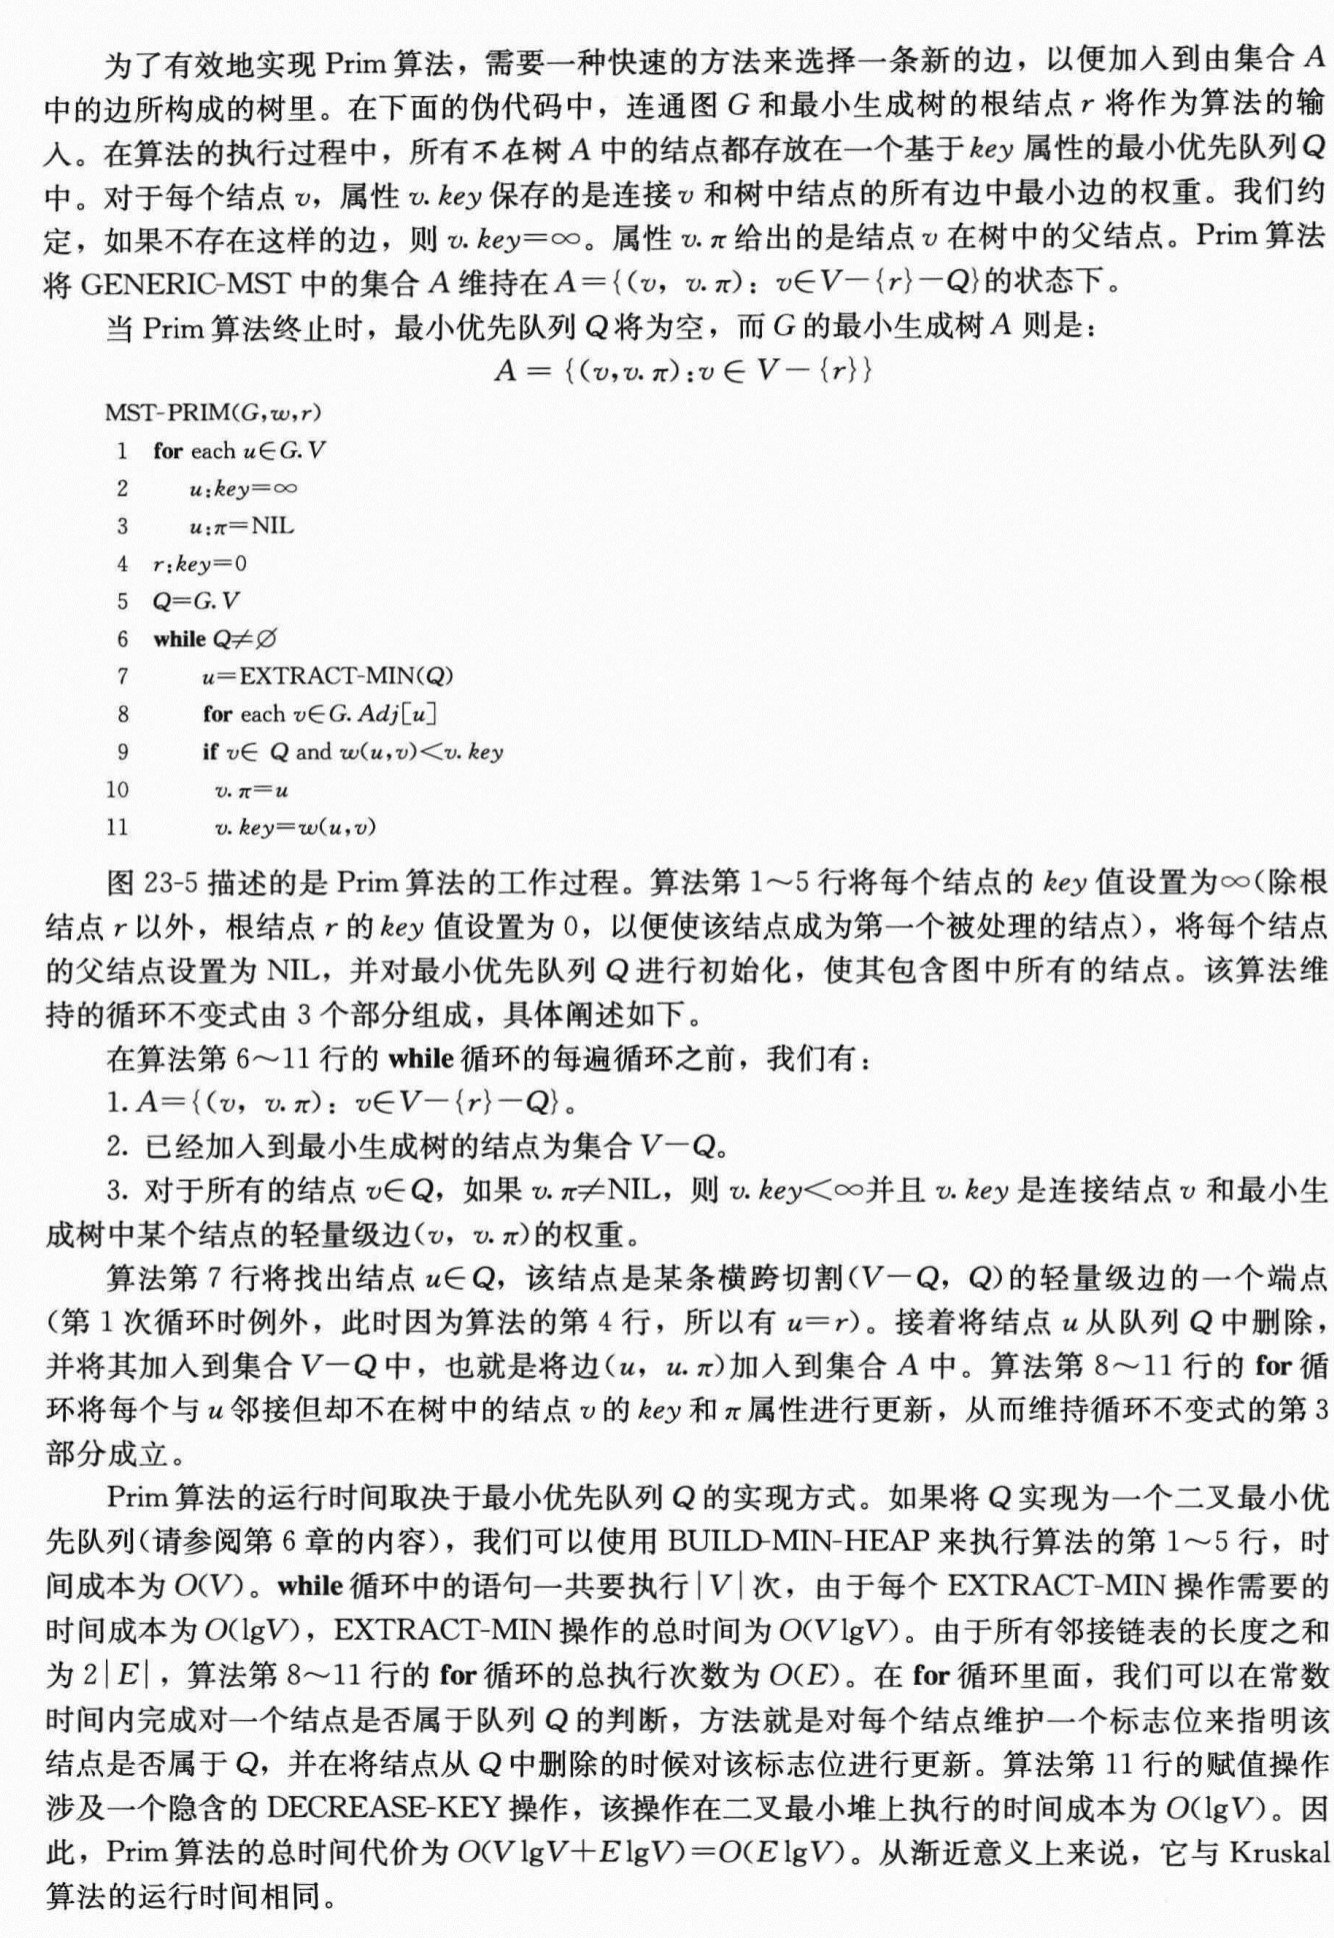 为了有效地实现 Prim 算法，需要一种快速的方法来选择一条新的边，以便加入到由集合 A
中的边所构成的树里。在下面的伪代码中，连通图 G 和最小生成树的根结点 r 将作为算法的输
入。在算法的执行过程中，所有不在树 A 中的结点都存放在一个基于 key 属性的最小优先队列 Q
中。对于每个结点 v，属性 v. key 保存的是连接 v 和树中结点的所有边中最小边的权重。我们约
定，如果不存在这样的边，则 v. key=∞。属性 v. π 给出的是结点 v 在树中的父结点。Prim 算法
将 GENERIC-MST 中的集合 A 维持在 A={(v, v. π)：v∈V－{r}－Q}的状态下。
当 Prim 算法终止时，最小优先队列 Q 将为空，而 G 的最小生成树 A 则是：
A = {(v,v. π):v ∈ V－{r}}
MST-PRIM(G,w,r)
1 for each u∈G. V
2 u:key=∞
3 u:π=NIL
4 r:key=0
5 Q=G. V
6 while Q≠∅
7 u=EXTRACT-MIN(Q)
8 for each v∈G. Adj[u]
9 if v∈ Q and w(u,v)<v. key
10 v. π=u
11 v. key=w(u,v)
图 23-5 描述的是 Prim 算法的工作过程。算法第 1～5 行将每个结点的 key 值设置为∞(除根
结点 r 以外，根结点 r 的 key 值设置为 0，以便使该结点成为第一个被处理的结点)，将每个结点
的父结点设置为 NIL，并对最小优先队列 Q 进行初始化，使其包含图中所有的结点。该算法维
持的循环不变式由 3 个部分组成，具体阐述如下。
在算法第 6～11 行的 while 循环的每遍循环之前，我们有：
1. A={(v, v. π)：v∈V－{r}－Q}。
2. 已经加入到最小生成树的结点为集合 V－Q。
3. 对于所有的结点 v∈Q，如果 v. π≠NIL，则 v. key<∞并且 v. key 是连接结点 v 和最小生
成树中某个结点的轻量级边(v, v. π)的权重。
算法第 7 行将找出结点 u∈Q，该结点是某条横跨切割(V－Q, Q)的轻量级边的一个端点
(第 1 次循环时例外，此时因为算法的第 4 行，所以有 u=r)。接着将结点 u 从队列 Q 中删除，
并将其加入到集合 V－Q 中，也就是将边(u, u. π)加入到集合 A 中。算法第 8～11 行的 for 循
环将每个与 u 邻接但却不在树中的结点 v 的 key 和 π 属性进行更新，从而维持循环不变式的第 3
部分成立。
Prim 算法的运行时间取决于最小优先队列 Q 的实现方式。如果将 Q 实现为一个二叉最小优
先队列(请参阅第 6 章的内容)，我们可以使用 BUILD-MIN-HEAP 来执行算法的第 1～5 行，时
间成本为 O(V)。while 循环中的语句一共要执行|V|次，由于每个 EXTRACT-MIN 操作需要的
时间成本为 O(lgV)，EXTRACT-MIN 操作的总时间为 O(V lgV)。由于所有邻接链表的长度之和
为 2|E|，算法第 8～11 行的 for 循环的总执行次数为 O(E)。在 for 循环里面，我们可以在常数
时间内完成对一个结点是否属于队列 Q 的判断，方法就是对每个结点维护一个标志位来指明该
结点是否属于 Q，并在将结点从 Q 中删除的时候对该标志位进行更新。算法第 11 行的赋值操作
涉及一个隐含的 DECREASE-KEY 操作，该操作在二叉最小堆上执行的时间成本为 O(lgV)。因
此，Prim 算法的总时间代价为 O(V lgV+E lgV)=O(E lgV)。从渐近意义上来说，它与 Kruskal
算法的运行时间相同。